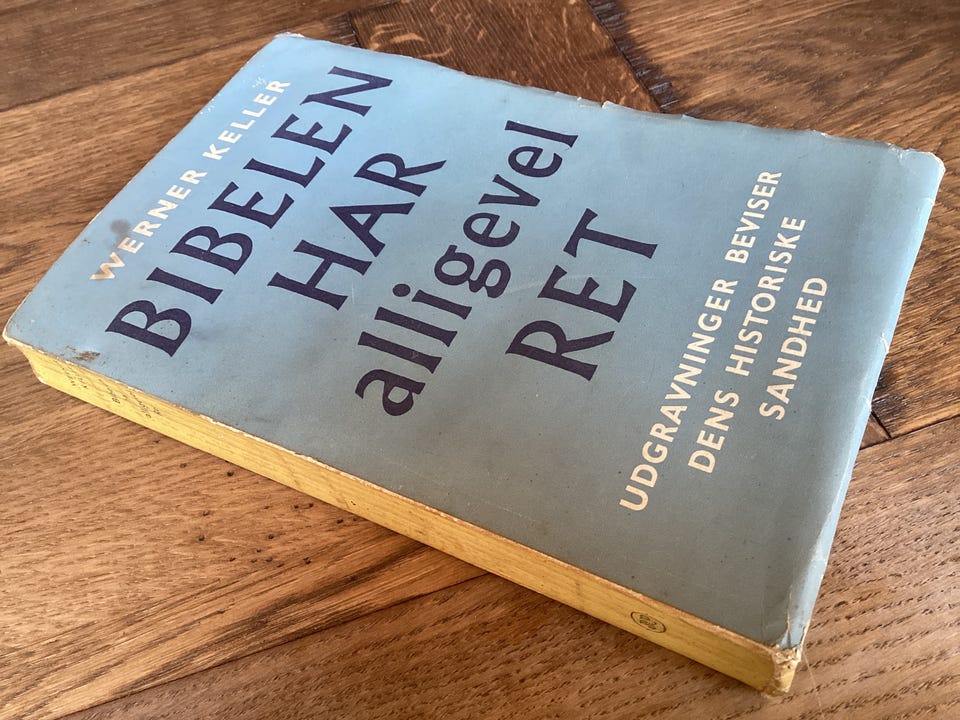 WERNER KELLER
BIBELEN
HAR
alligevel
RET
UDGRAVNINGER BEVISER
DENS HISTORISKE
SANDHED